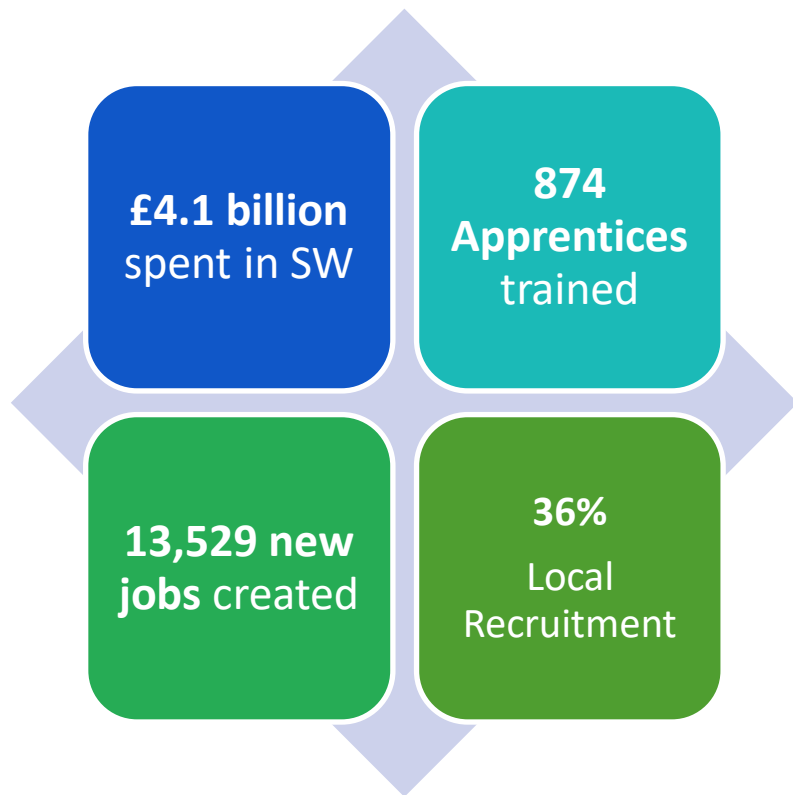 £4.1 billion
spent in SW
874
Apprentices
trained
13,529 new
jobs created
36%
Local
Recruitment